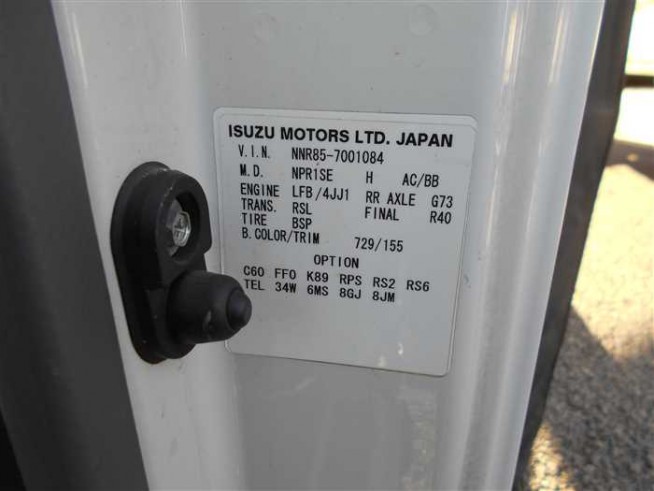 ISUZU MOTORS LTD. JAPAN
V.I.N. NNR85-7001084
M.D. NPR1SE H AC/BB
ENGINE LFB/4JJ1 RR AXLE G73
TRANS. RSL FINAL R40
TIRE BSP
B.COLOR/TRIM 729/155
OPTION
C60 FF0 K89 RPS RS2 RS6
TEL 34W 6MS 8GJ 8JM